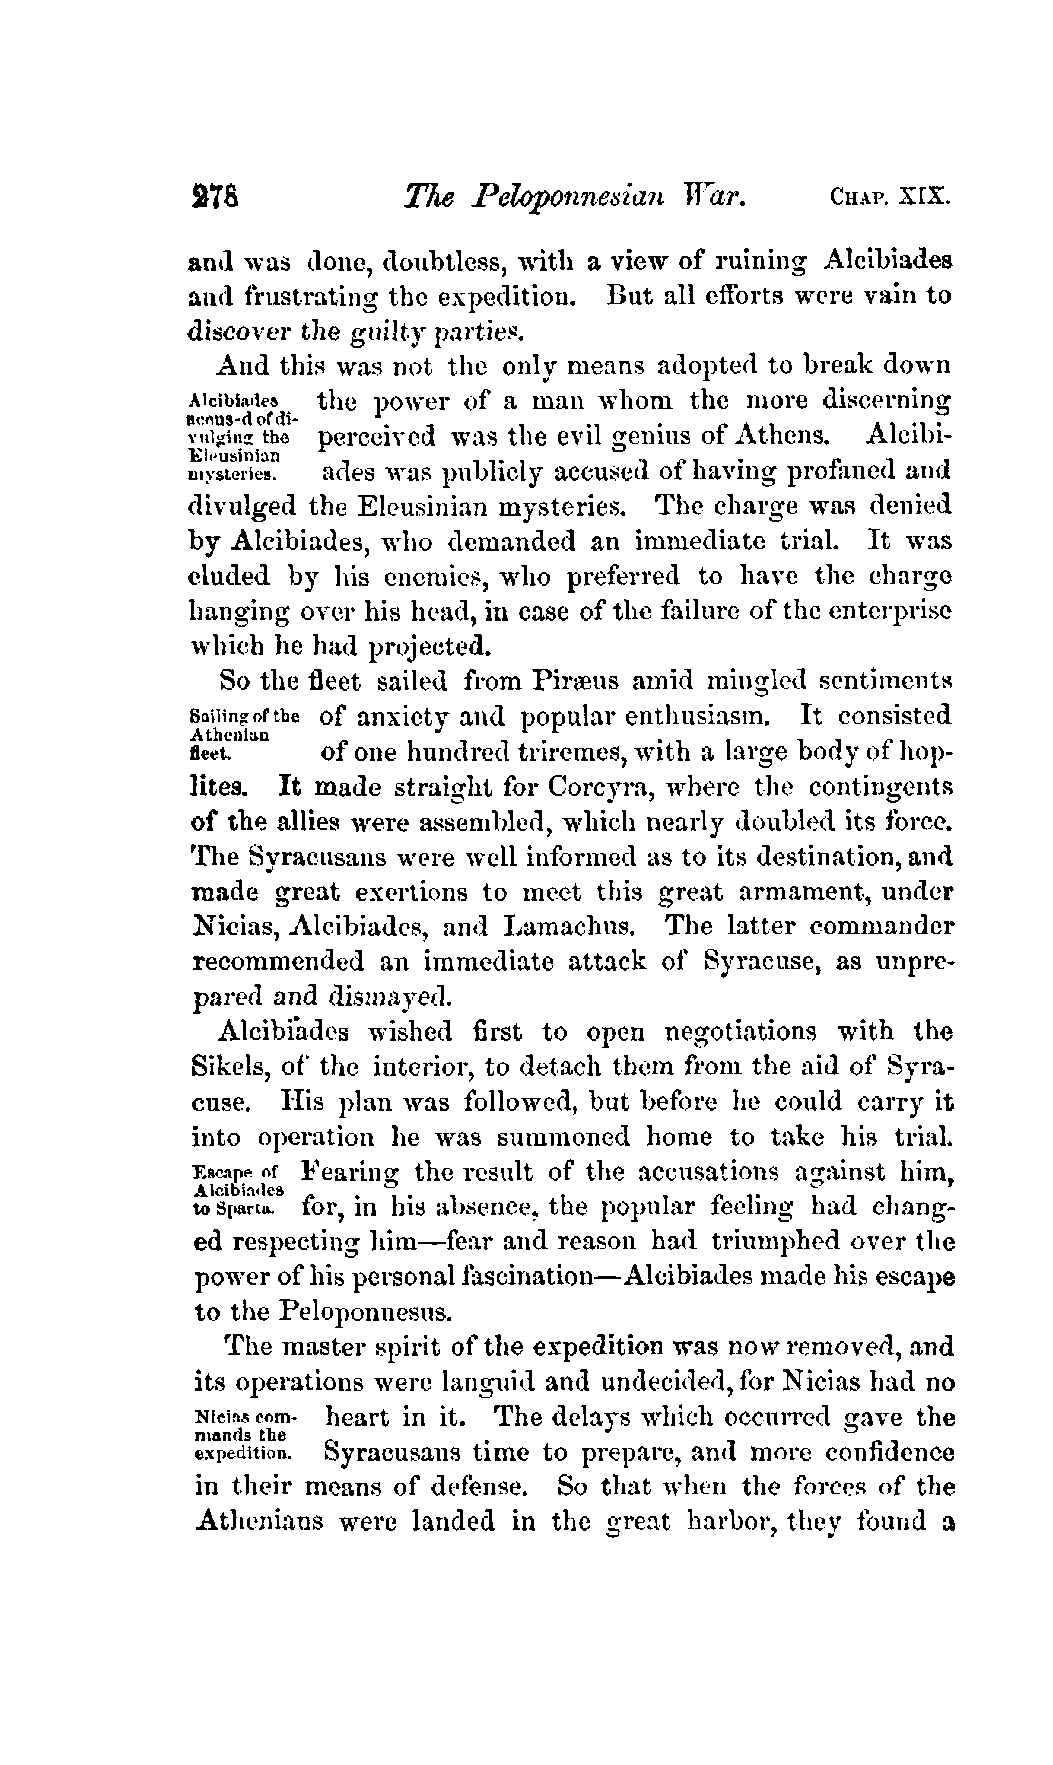 278 The Peloponnesian War. CHAP. XIX.
and was done, doubtless, with a view of ruining Alcibiades
and frustrating the expedition. But all efforts were vain to
discover the guilty parties.
And this was not the only means adopted to break down
Alcibiades
accused of di-
vulging the
Eleusinian
mysteries.
the power of a man whom the more discerning
perceived was the evil genius of Athens. Alcibi-
ades was publicly accused of having profaned and
divulged the Eleusinian mysteries. The charge was denied
by Alcibiades, who demanded an immediate trial. It was
eluded by his enemies, who preferred to have the charge
hanging over his head, in case of the failure of the enterprise
which he had projected.
So the fleet sailed from Piræus amid mingled sentiments
Sailing of the
Athenian
fleet.
of anxiety and popular enthusiasm. It consisted
of one hundred triremes, with a large body of hop-
lites. It made straight for Corcyra, where the contingents
of the allies were assembled, which nearly doubled its force.
The Syracusans were well informed as to its destination, and
made great exertions to meet this great armament, under
Nicias, Alcibiades, and Lamachus. The latter commander
recommended an immediate attack of Syracuse, as unpre-
pared and dismayed.
Alcibiades wished first to open negotiations with the
Sikels, of the interior, to detach them from the aid of Syra-
cuse. His plan was followed, but before he could carry it
into operation he was summoned home to take his trial.
Escape of
Alcibiades
to Sparta.
Fearing the result of the accusations against him,
for, in his absence, the popular feeling had chang-
ed respecting him—fear and reason had triumphed over the
power of his personal fascination—Alcibiades made his escape
to the Peloponnesus.
The master spirit of the expedition was now removed, and
its operations were languid and undecided, for Nicias had no
Nicias com-
mands the
expedition.
heart in it. The delays which occurred gave the
Syracusans time to prepare, and more confidence
in their means of defense. So that when the forces of the
Athenians were landed in the great harbor, they found a